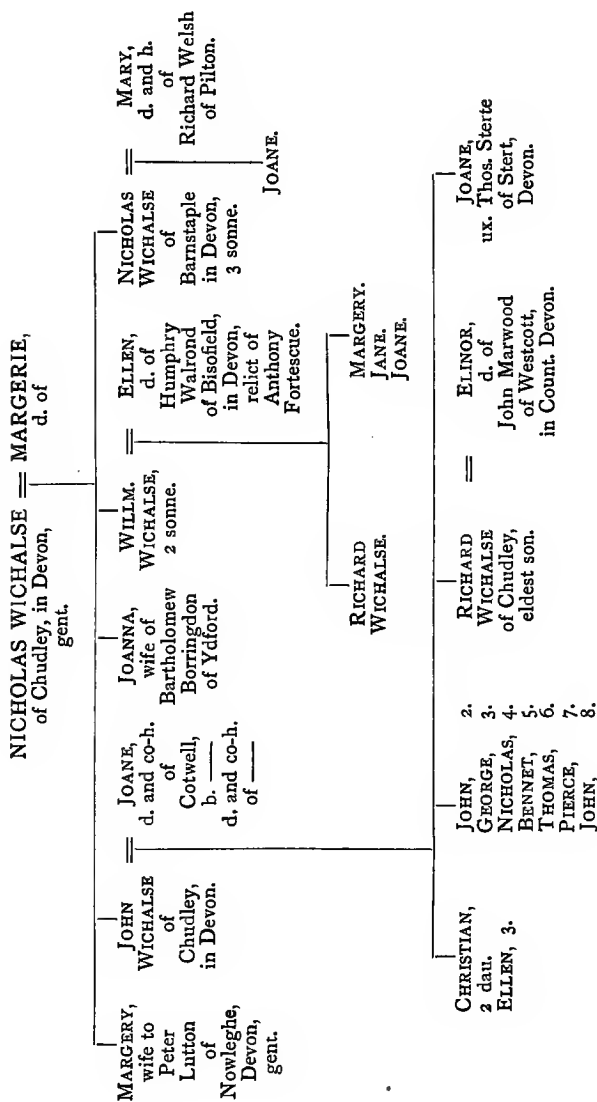 NICHOLAS WICHALSE = MARGERIE,
of Chudley, in Devon, d. of
gent.
MARGERY,
wife to
Peter
Lutton
of
Nowleghe,
Devon,
gent.
JOHN
WICHALSE
of
Chudley,
in Devon.
=
JOANE,
d. and co-h.
of
Cotwell,
b. ——
d. and co-h.
of ——
JOANNA,
wife of
Bartholomew
Borringdon
of Ydford.
WILLM.
WICHALSE,
2 sonne.
=
ELLEN,
d. of
Humphry
Walrond
of Bisofield,
in Devon,
relict of
Anthony
Fortescue.
NICHOLAS
WICHALSE
of
Barnstaple
in Devon,
3 sonne.
=
MARY,
d. and h.
of
Richard Welsh
of Pilton.
JOANE.
RICHARD
WICHALSE.
MARGERY.
JANE.
JOANE.
CHRISTIAN,
2 dau.
ELLEN, 3.
JOHN, 2.
GEORGE, 3.
NICHOLAS, 4.
BENNET, 5.
THOMAS, 6.
PIERCE, 7.
JOHN, 8.
RICHARD
WICHALSE
of Chudley,
eldest son.
=
ELINOR,
d. of
John Marwood
of Westcott,
in Count. Devon.
JOANE,
ux. Thos. Sterte
of Stert,
Devon.